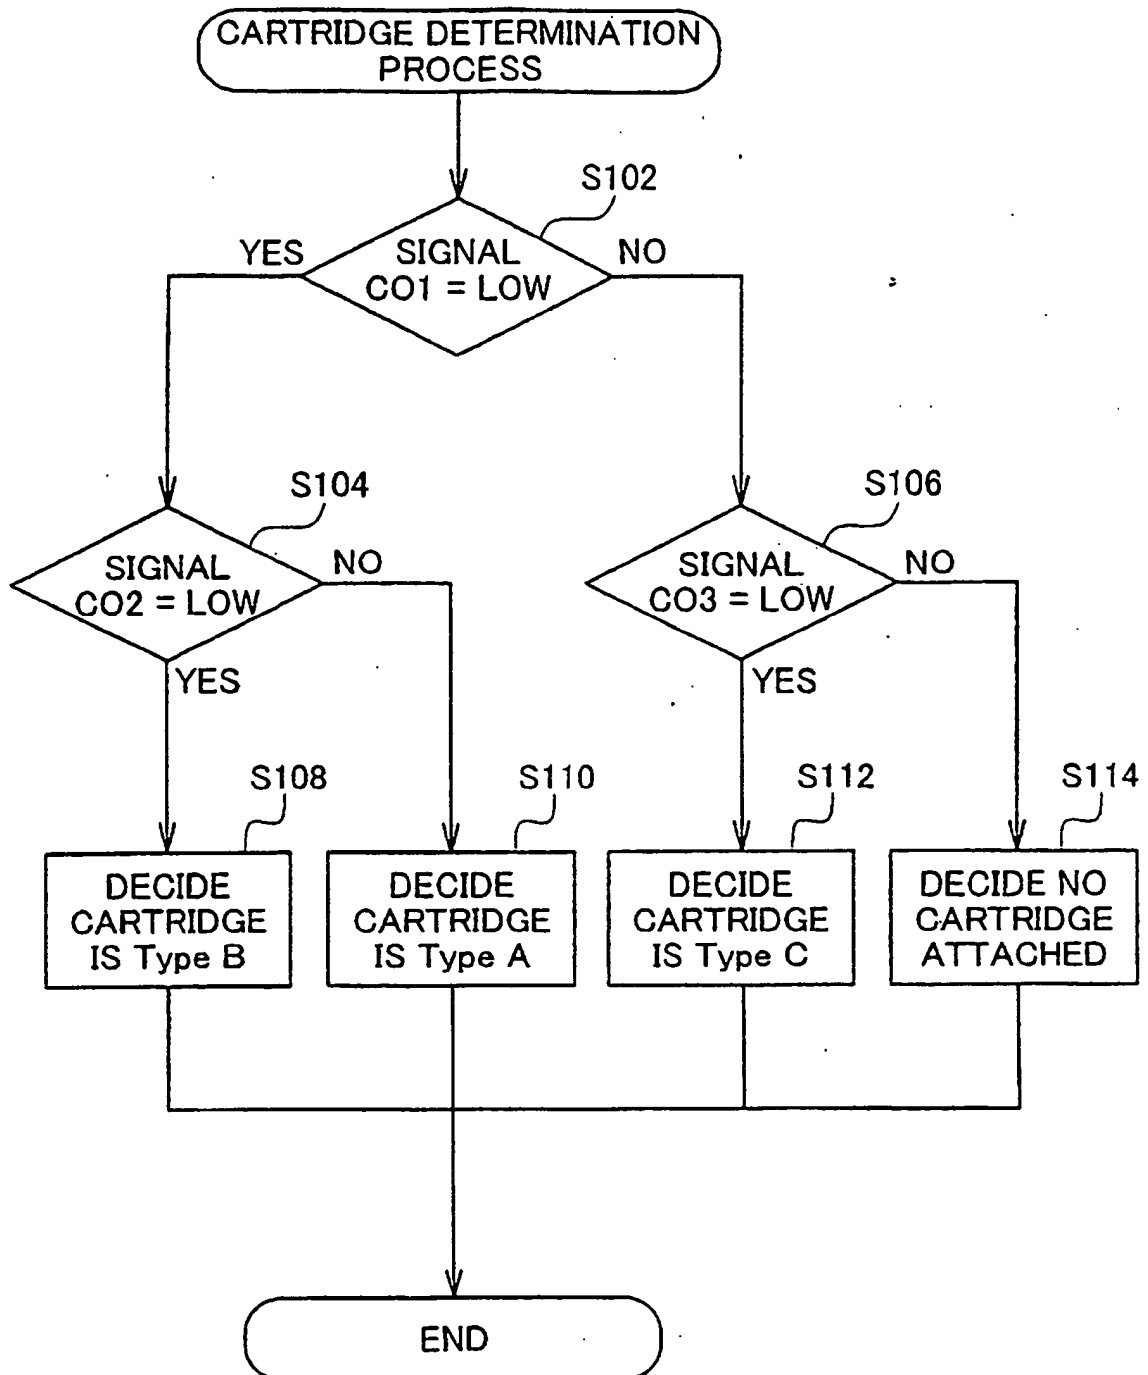 CARTRIDGE DETERMINATION
PROCESS
S102
YES
SIGNAL
CO1 = LOW
NO
S104
SIGNAL
CO2 = LOW
NO
YES
S106
SIGNAL
CO3 = LOW
NO
YES
S108
DECIDE
CARTRIDGE
IS Type B
S110
DECIDE
CARTRIDGE
IS Type A
S112
DECIDE
CARTRIDGE
IS Type C
S114
DECIDE NO
CARTRIDGE
ATTACHED
END